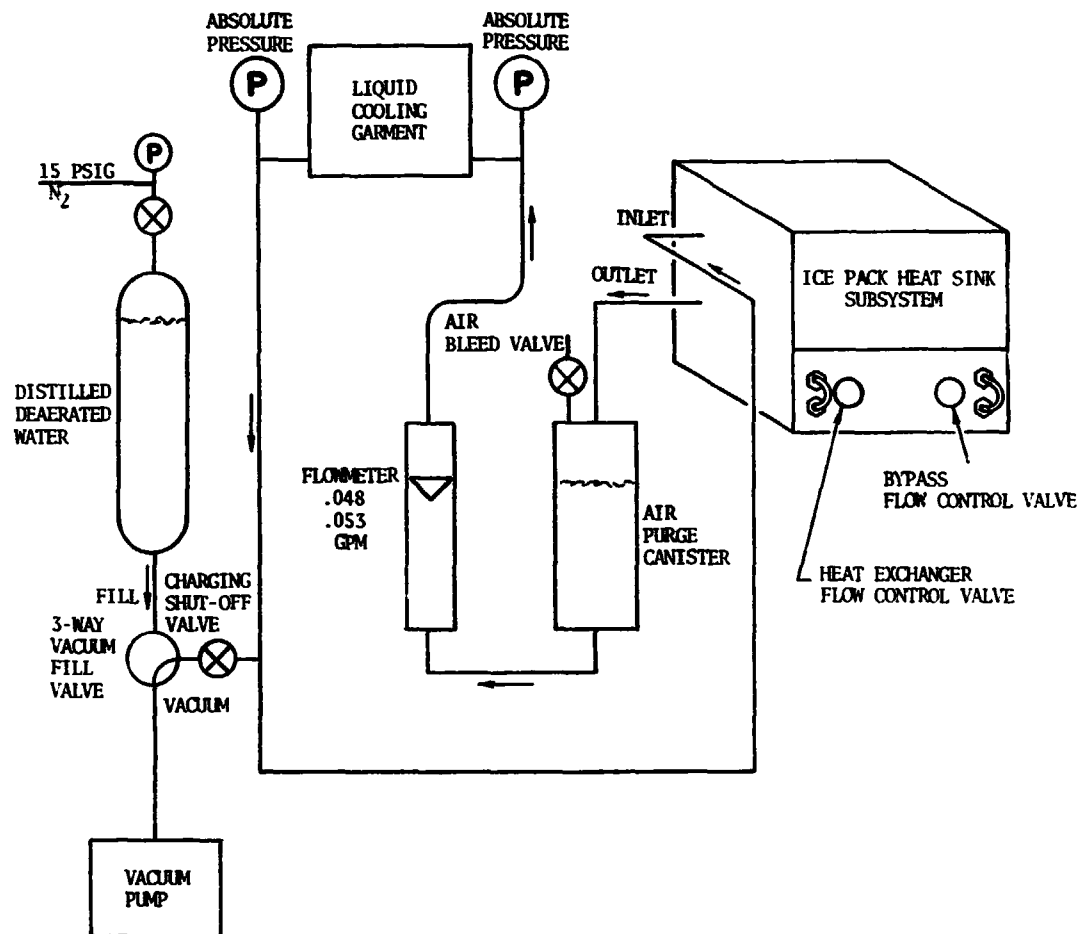 ABSOLUTE
PRESSURE
P
ABSOLUTE
PRESSURE
P
LIQUID
COOLING
GARMENT
P
15 PSIG
N2
INLET
OUTLET
ICE PACK HEAT SINK
SUBSYSTEM
AIR
BLEED VALVE
DISTILLED
DEAERATED
WATER
FLOWMETER
.048
.053
GPM
AIR
PURGE
CANISTER
BYPASS
FLOW CONTROL VALVE
HEAT EXCHANGER
FLOW CONTROL VALVE
FILL
CHARGING
SHUT-OFF
VALVE
3-WAY
VACUUM
FILL
VALVE
VACUUM
VACUUM
PUMP